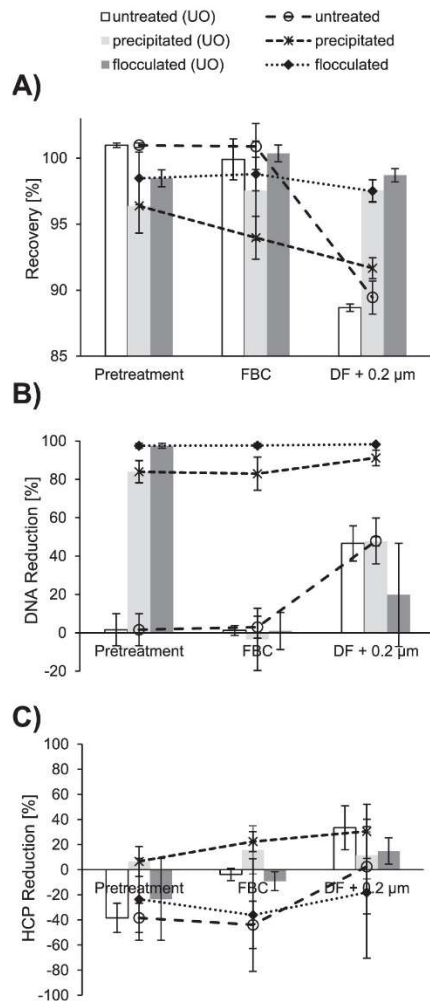 untreated (UO) untreated
precipitated (UO) precipitated
flocculated (UO) flocculated
A)
Recovery [%]
100
95
90
85
Pretreatment FBC DF + 0.2 µm
B)
DNA Reduction [%]
100
80
60
40
20
0
-20
Pretreatment FBC DF + 0.2 µm
C)
HCP Reduction [%]
100
80
60
40
20
0
-20
-40
-60
-80
-100
Pretreatment FBC DF + 0.2 µm